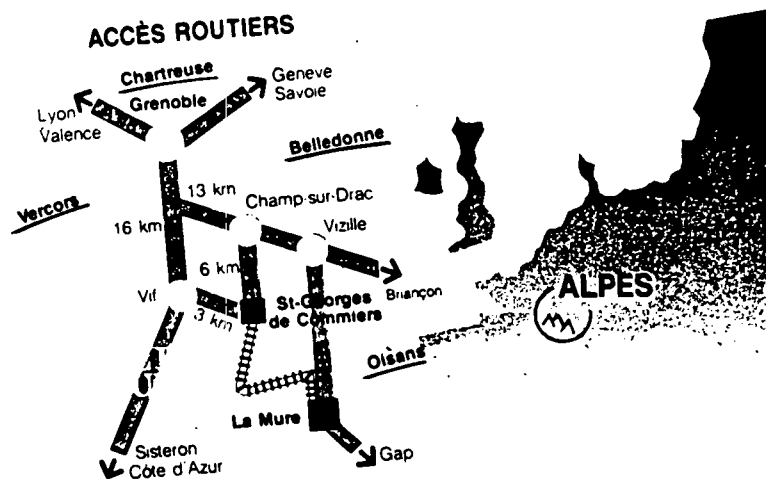 ACCÈS ROUTIERS
Chartreuse
Grenoble
Geneve
Savoie
Lyon
Valence
Belledonne
Vercors
13 km
Champ-sur-Drac
16 km
Vizille
6 km
Briançon
Vif
3 km
St-Georges
de Commiers
ALPES
Oisans
La Mure
Sisteron
Côte d'Azur
Gap